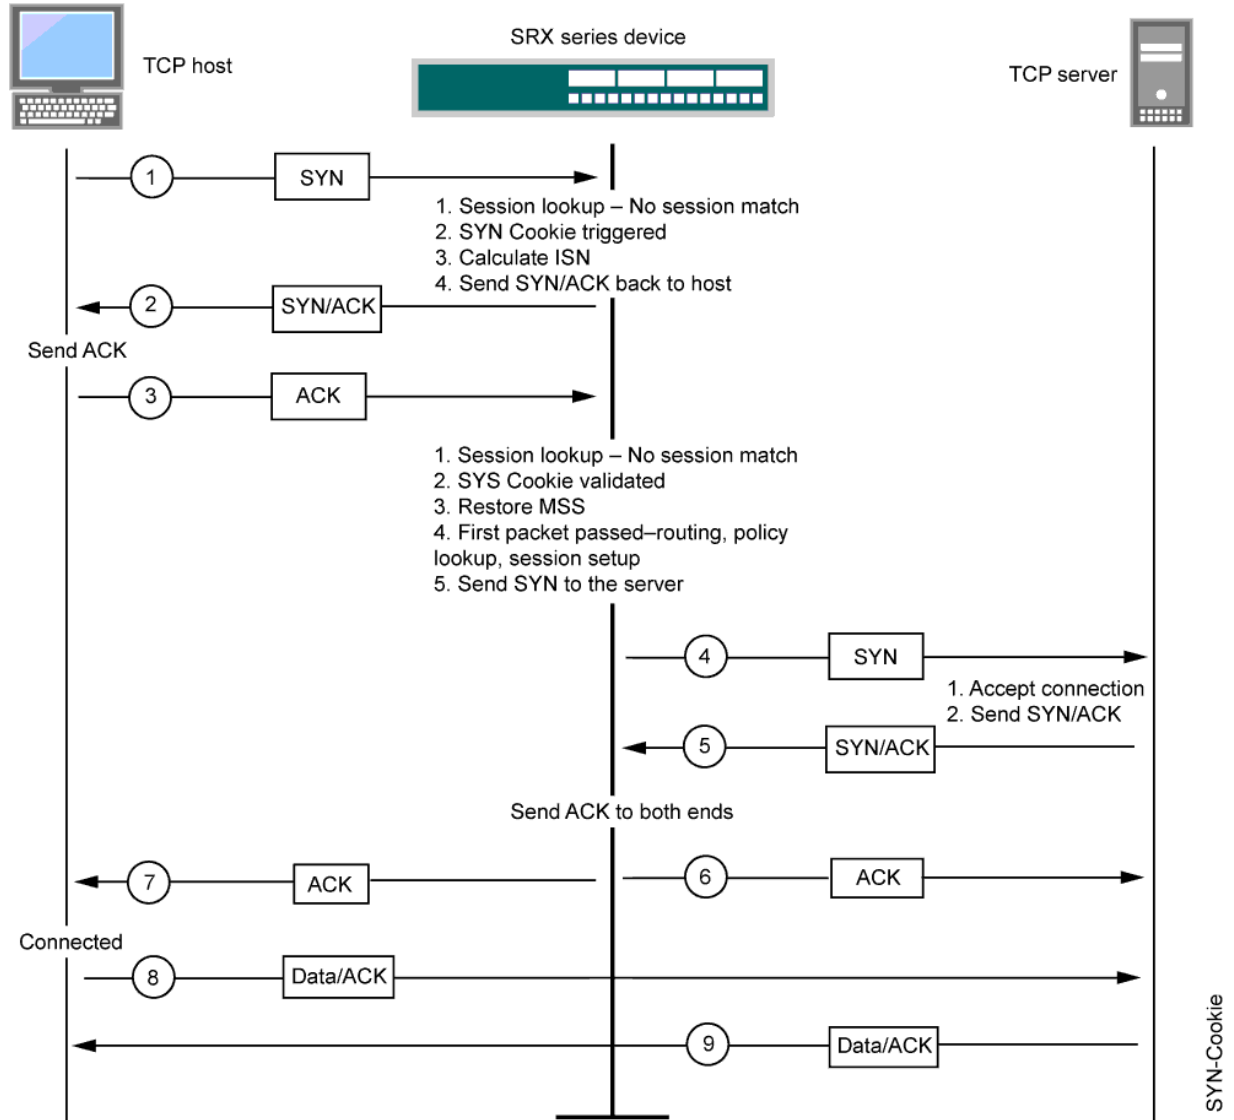 SRX series device
TCP host
TCP server
1
SYN
1. Session lookup – No session match
2. SYN Cookie triggered
3. Calculate ISN
4. Send SYN/ACK back to host
2
SYN/ACK
Send ACK
3
ACK
1. Session lookup – No session match
2. SYS Cookie validated
3. Restore MSS
4. First packet passed–routing, policy
lookup, session setup
5. Send SYN to the server
4
SYN
1. Accept connection
2. Send SYN/ACK
5
SYN/ACK
Send ACK to both ends
7
ACK
6
ACK
Connected
8
Data/ACK
9
Data/ACK
SYN-Cookie